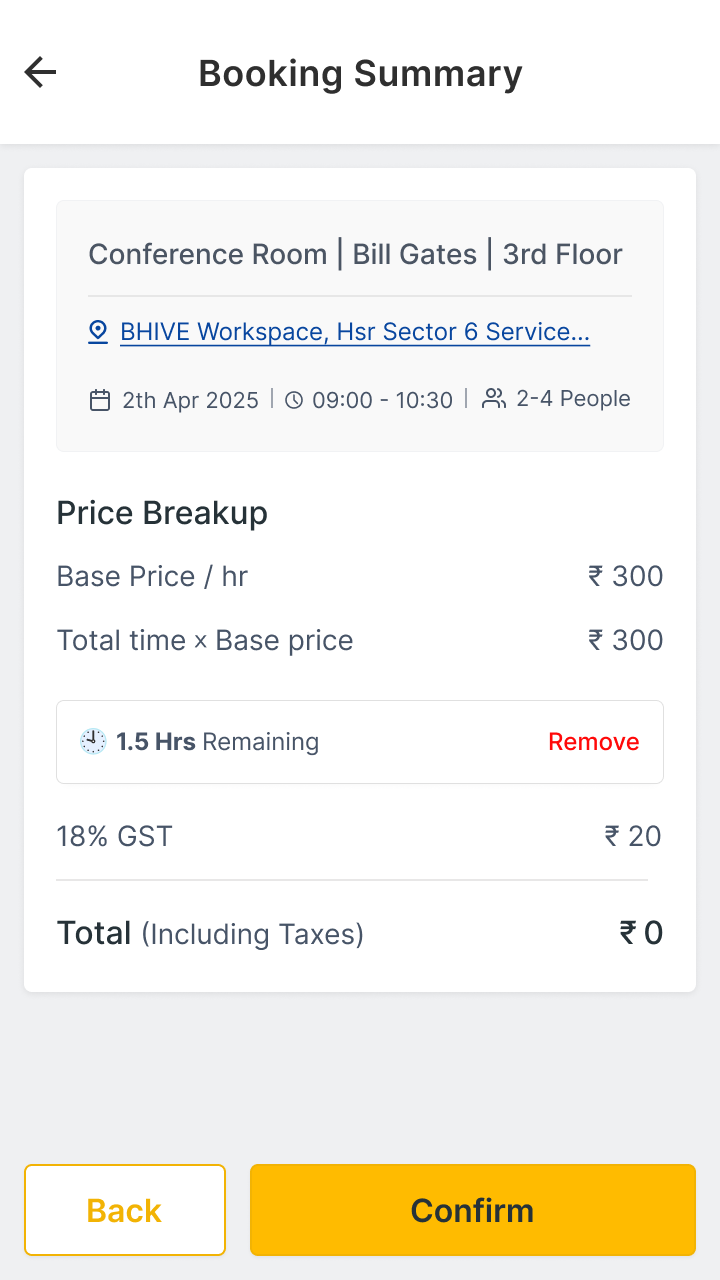 Booking Summary
Conference Room | Bill Gates | 3rd Floor
BHIVE Workspace, Hsr Sector 6 Service...
2th Apr 2025 | 09:00 - 10:30 | 2-4 People
Price Breakup
Base Price / hr ₹ 300
Total time × Base price ₹ 300
1.5 Hrs Remaining Remove
18% GST ₹ 20
Total (Including Taxes) ₹ 0
Back Confirm